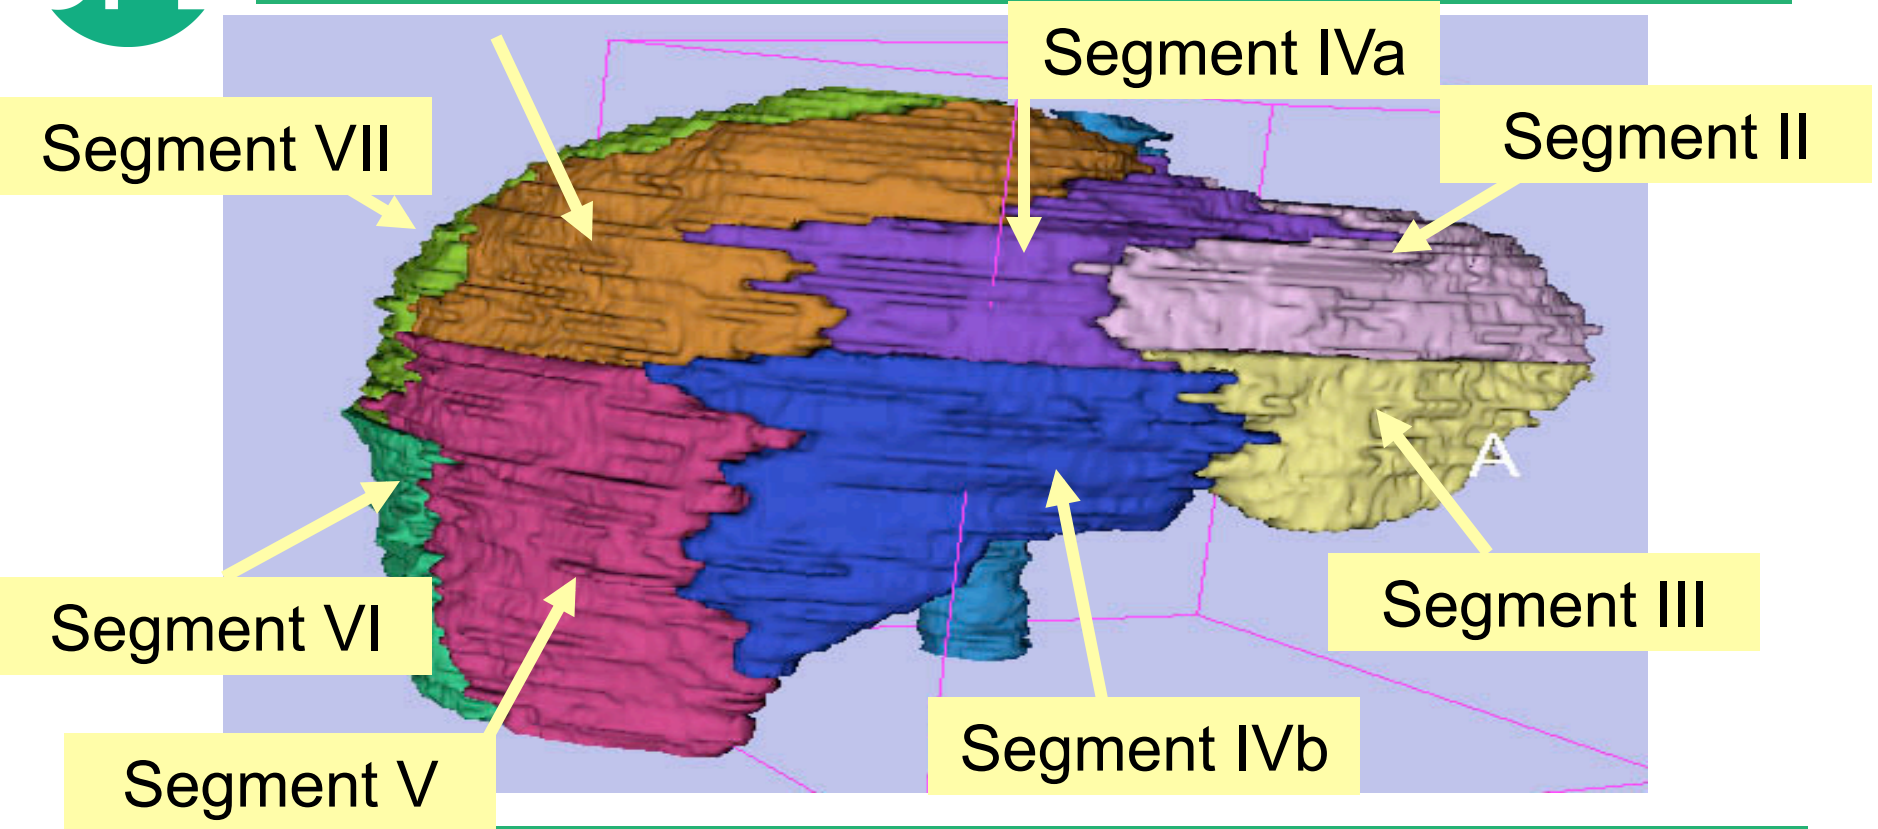 Segment IVa
Segment II
Segment VII
A
Segment III
Segment VI
Segment IVb
Segment V